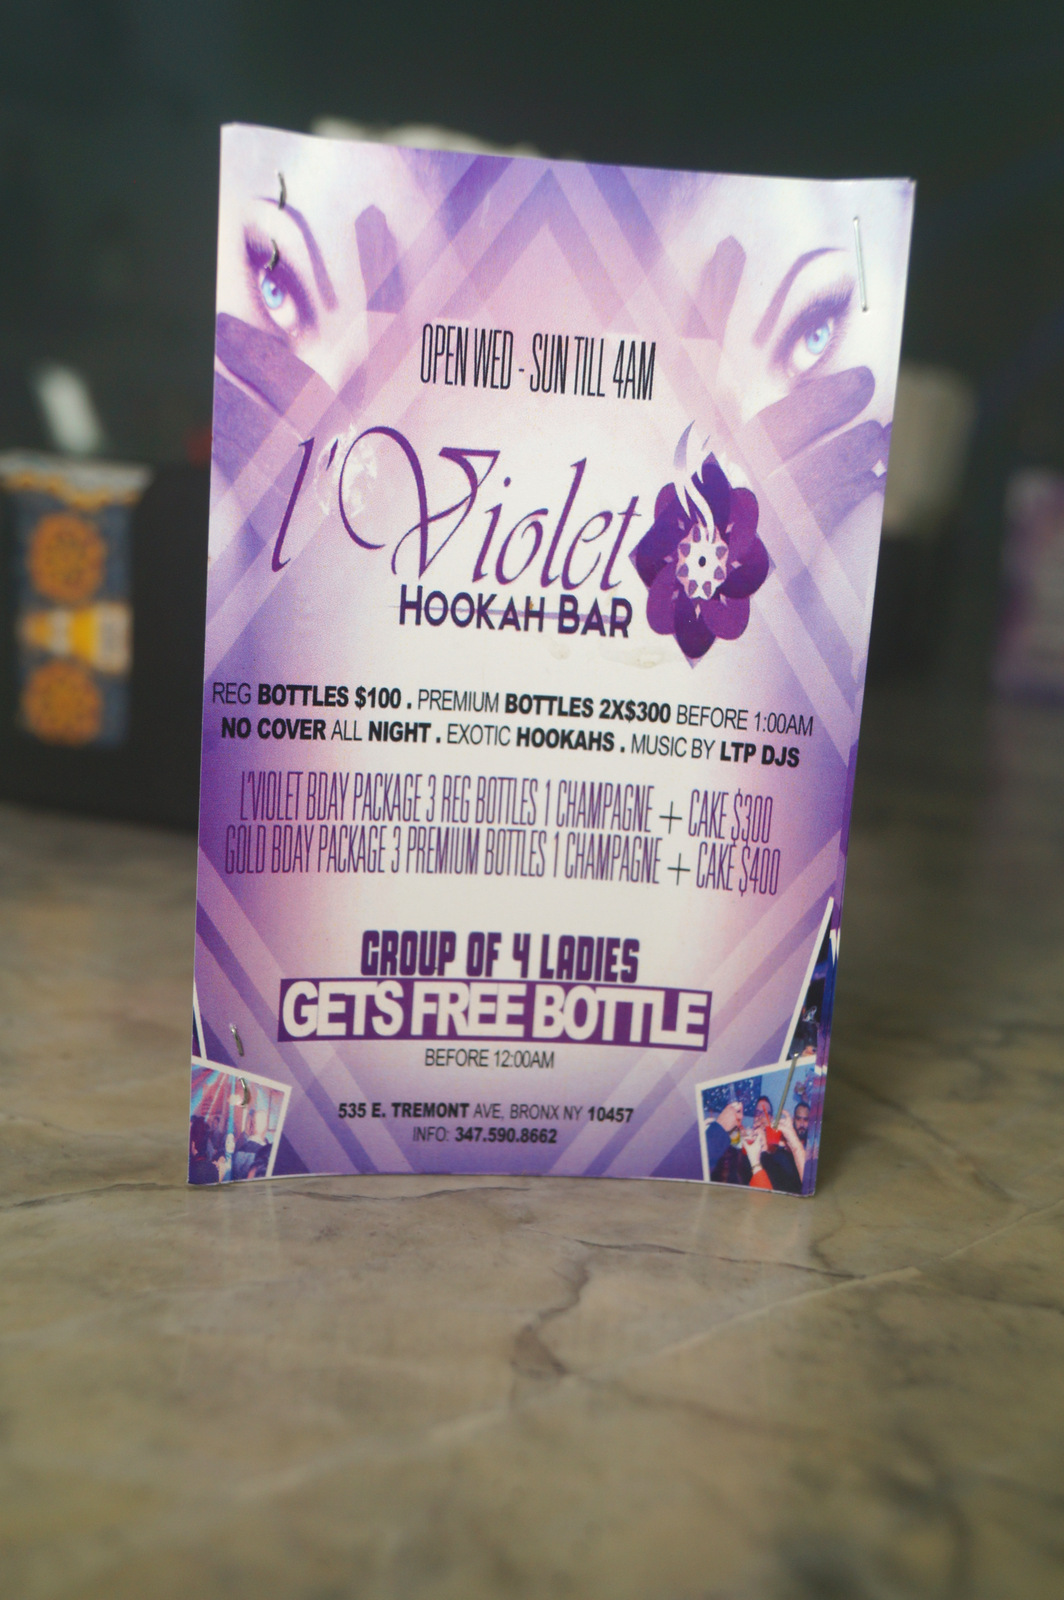 OPEN WED - SUN TILL 4AM
l'Violet
HOOKAH BAR
REG BOTTLES $100 . PREMIUM BOTTLES 2X$300 BEFORE 1:00AM
NO COVER ALL NIGHT . EXOTIC HOOKAHS . MUSIC BY LTP DJS
L'VIOLET BDAY PACKAGE 3 REG BOTTLES 1 CHAMPAGNE + CAKE $300
GOLD BDAY PACKAGE 3 PREMIUM BOTTLES 1 CHAMPAGNE + CAKE $400
GROUP OF 4 LADIES
GETS FREE BOTTLE
BEFORE 12:00AM
535 E. TREMONT AVE, BRONX NY 10457
INFO: 347.590.8662